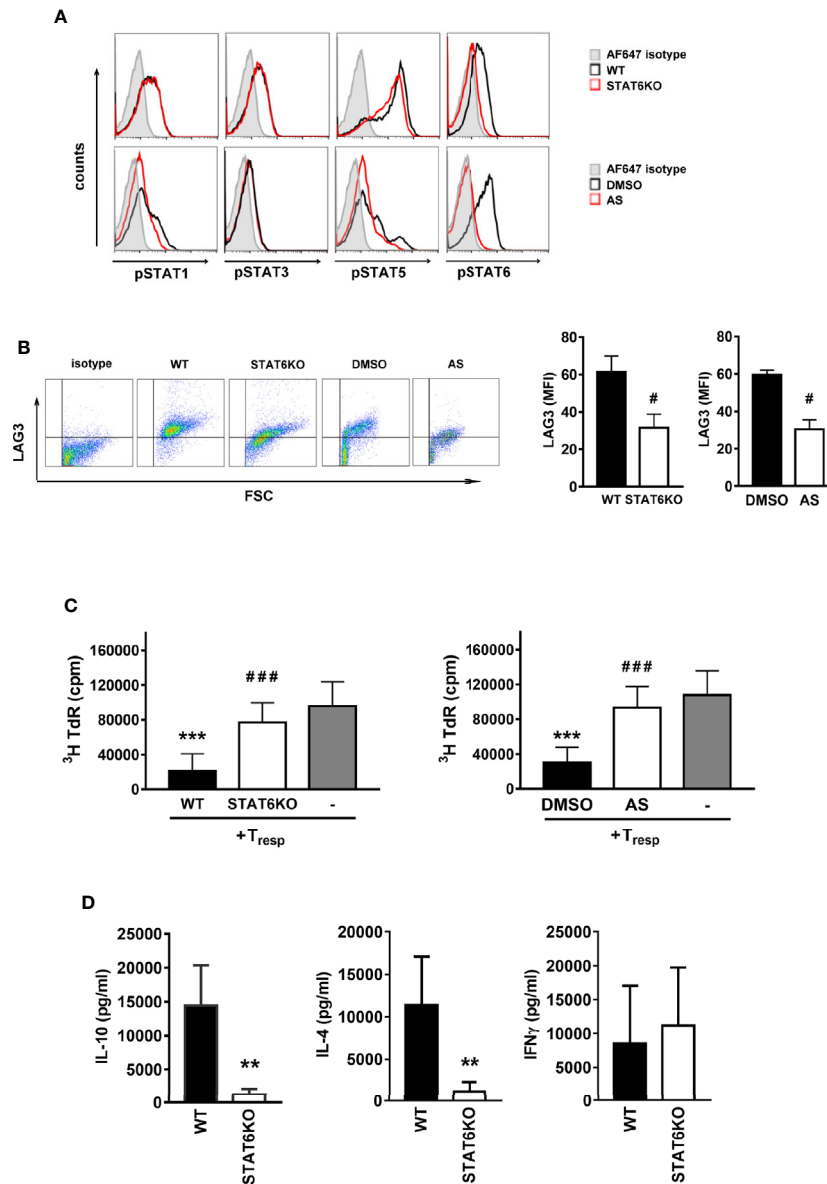 A
AF647 isotype
WT
STAT6KO
counts
AF647 isotype
DMSO
AS
pSTAT1 pSTAT3 pSTAT5 pSTAT6
B
isotype WT STAT6KO DMSO AS
LAG3
FSC
LAG3 (MFI)
80
60
40
20
0
#
WT STAT6KO
LAG3 (MFI)
80
60
40
20
0
#
DMSO AS
C
³H TdR (cpm)
160000
120000
80000
40000
0
***
###
WT STAT6KO -
+Tresp
³H TdR (cpm)
160000
120000
80000
40000
0
***
###
DMSO AS -
+Tresp
D
IL-10 (pg/ml)
25000
20000
15000
10000
5000
0
**
WT
STAT6KO
IL-4 (pg/ml)
20000
15000
10000
5000
0
**
WT
STAT6KO
IFNγ (pg/ml)
25000
20000
15000
10000
5000
0
WT
STAT6KO